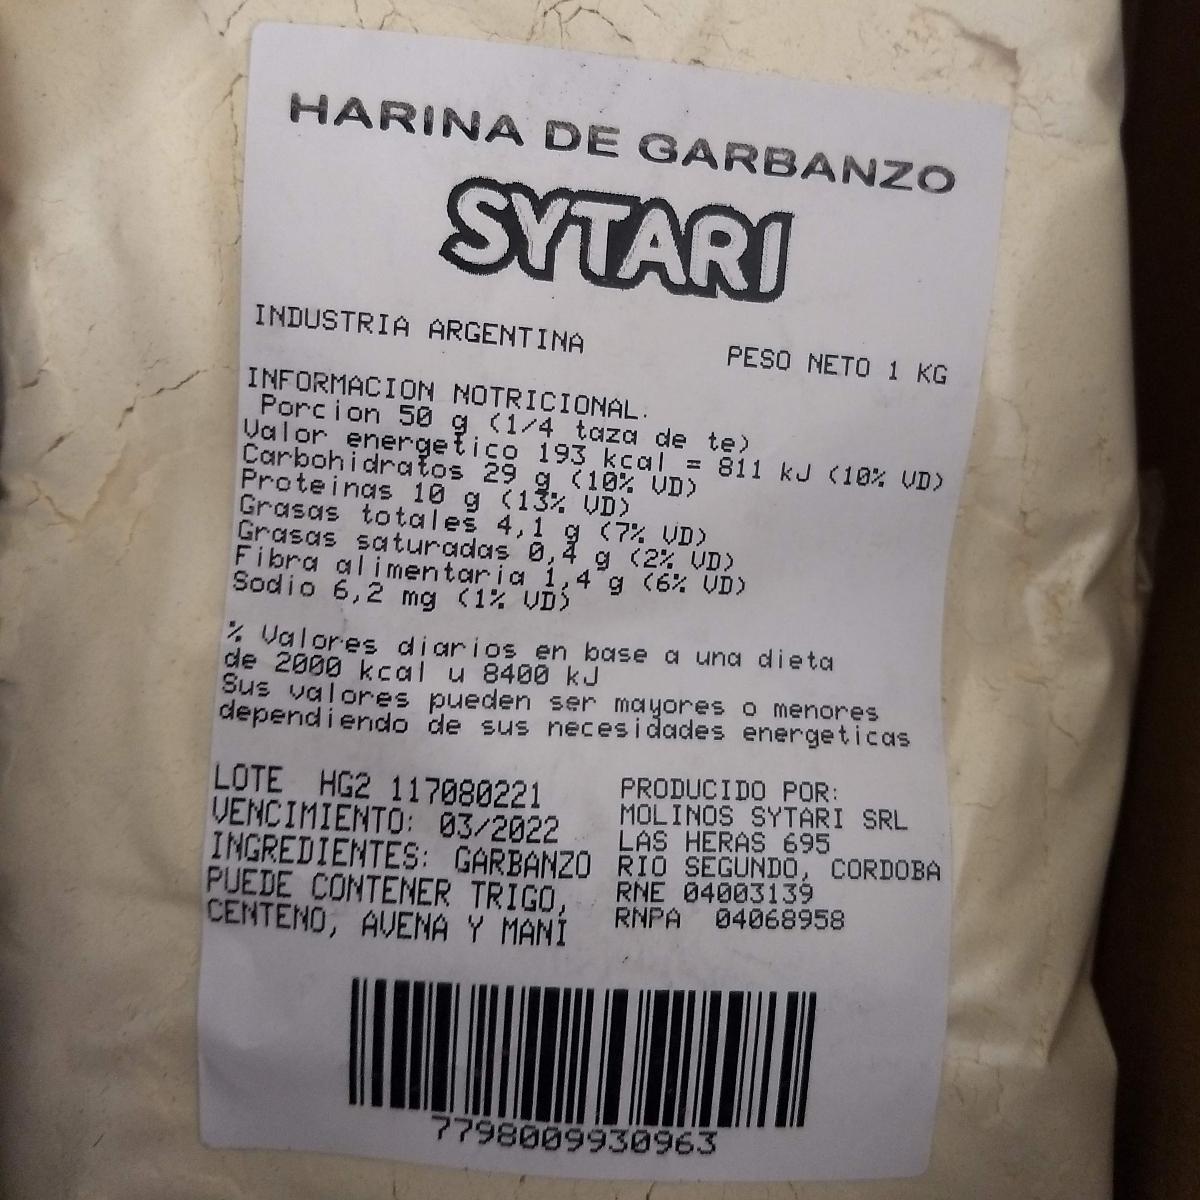 HARINA DE GARBANZO
SYTARI
INDUSTRIA ARGENTINA
PESO NETO 1 KG
INFORMACION NOTRICIONAL:
Porcion 50 g (1/4 taza de te)
Valor energetico 193 kcal = 811 kJ (10% VD)
Carbohidratos 29 g (10% VD)
Proteinas 10 g (13% VD)
Grasas totales 4,1 g (7% VD)
Grasas saturadas 0,4 g (2% VD)
Fibra alimentaria 1,4 g (6% VD)
Sodio 6,2 mg (1% VD)
% Valores diarios en base a una dieta
de 2000 kcal u 8400 kJ
Sus valores pueden ser mayores o menores
dependiendo de sus necesidades energeticas
LOTE HG2 117080221
VENCIMIENTO: 03/2022
INGREDIENTES: GARBANZO
PUEDE CONTENER TRIGO,
CENTENO, AVENA Y MANI
PRODUCIDO POR:
MOLINOS SYTARI SRL
LAS HERAS 695
RIO SEGUNDO, CORDOBA
RNE 04003139
RNPA 04068958
7798009930963